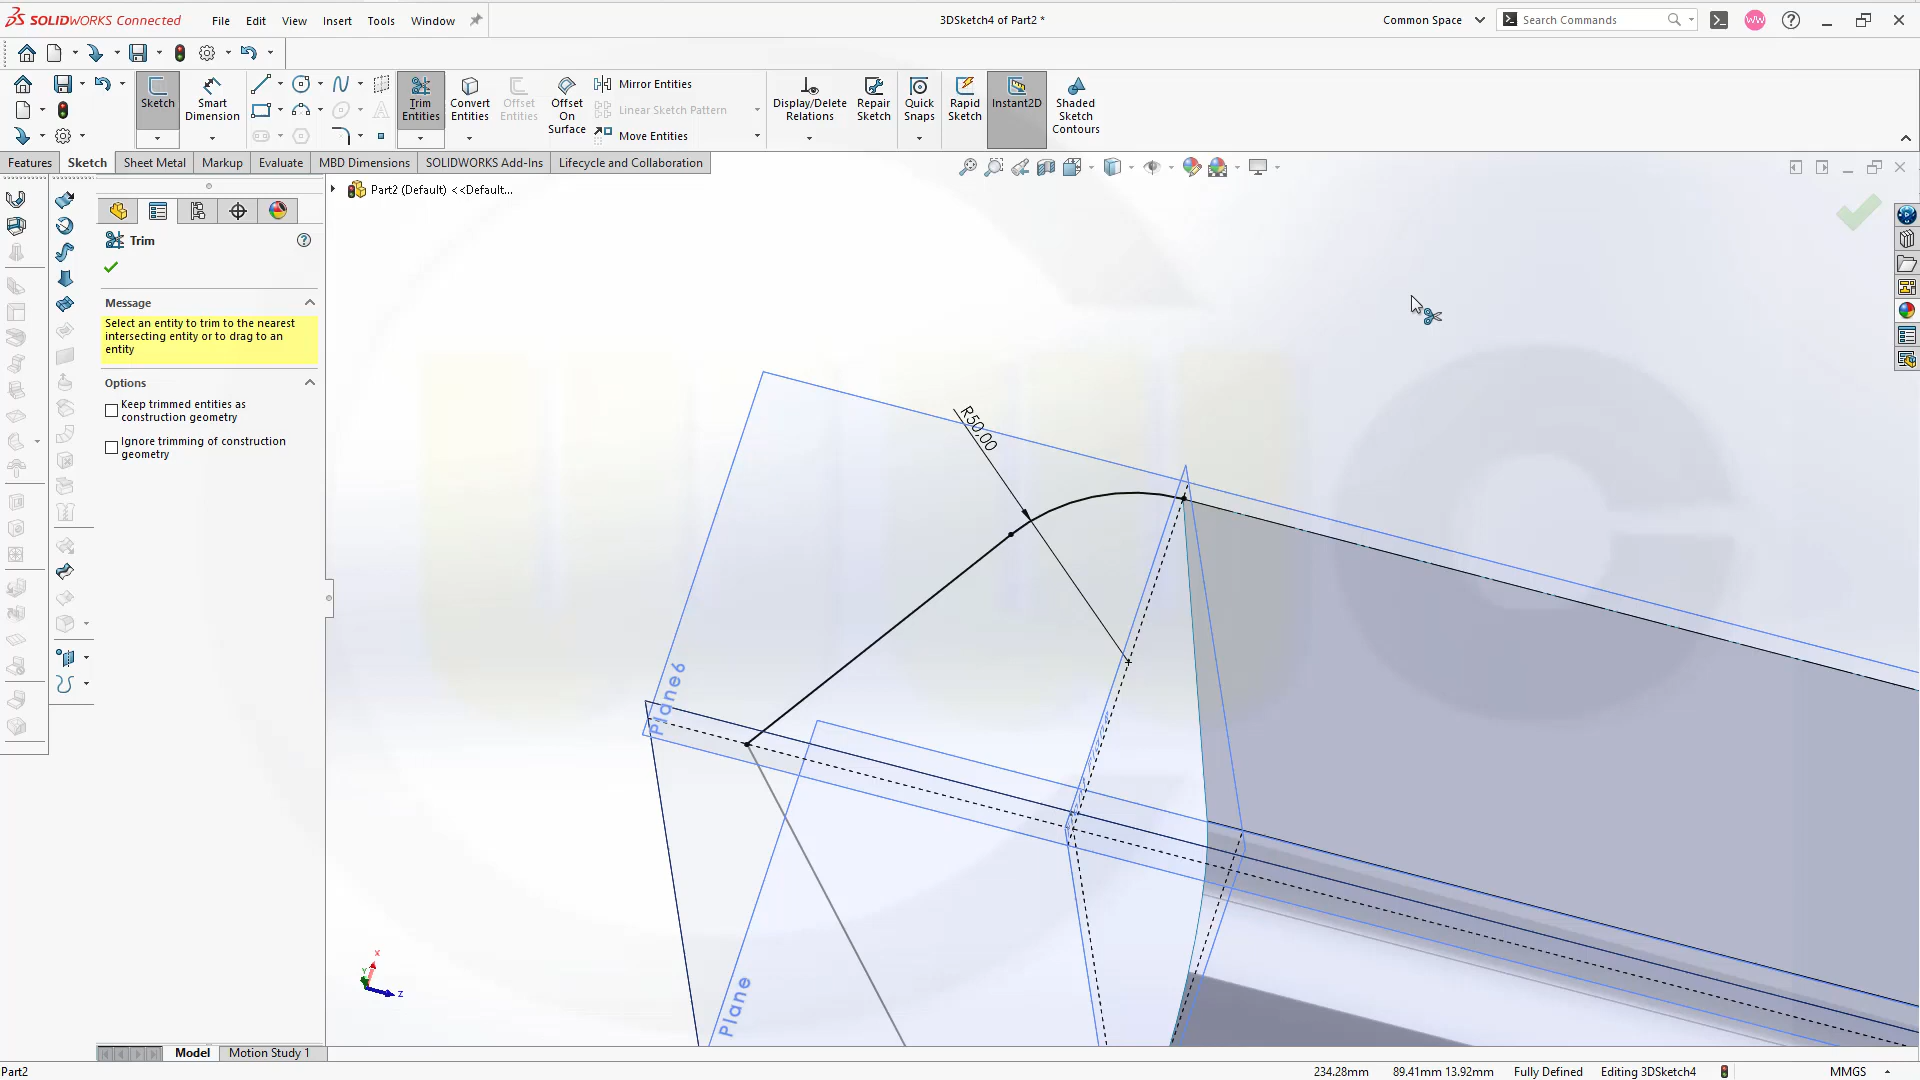 SOLIDWORKS Connected
File Edit View Insert Tools Window
3DSketch4 of Part2 *
Common Space
Search Commands
WW
Sketch
Smart Dimension
Trim Entities
Convert Entities
Offset Entities
Offset On Surface
Mirror Entities
Linear Sketch Pattern
Move Entities
Display/Delete Relations
Repair Sketch
Quick Snaps
Rapid Sketch
Instant2D
Shaded Sketch Contours
Features Sketch Sheet Metal Markup Evaluate MBD Dimensions SOLIDWORKS Add-Ins Lifecycle and Collaboration
Part2 (Default) <<Default...
Trim
Message
Select an entity to trim to the nearest
intersecting entity or to drag to an
entity
Options
Keep trimmed entities as
construction geometry
Ignore trimming of construction
geometry
R50,00
Plane6
Plane
X
Y
Z
Model Motion Study 1
Part2
234.28mm 89.41mm 13.92mm Fully Defined Editing 3DSketch4 MMGS